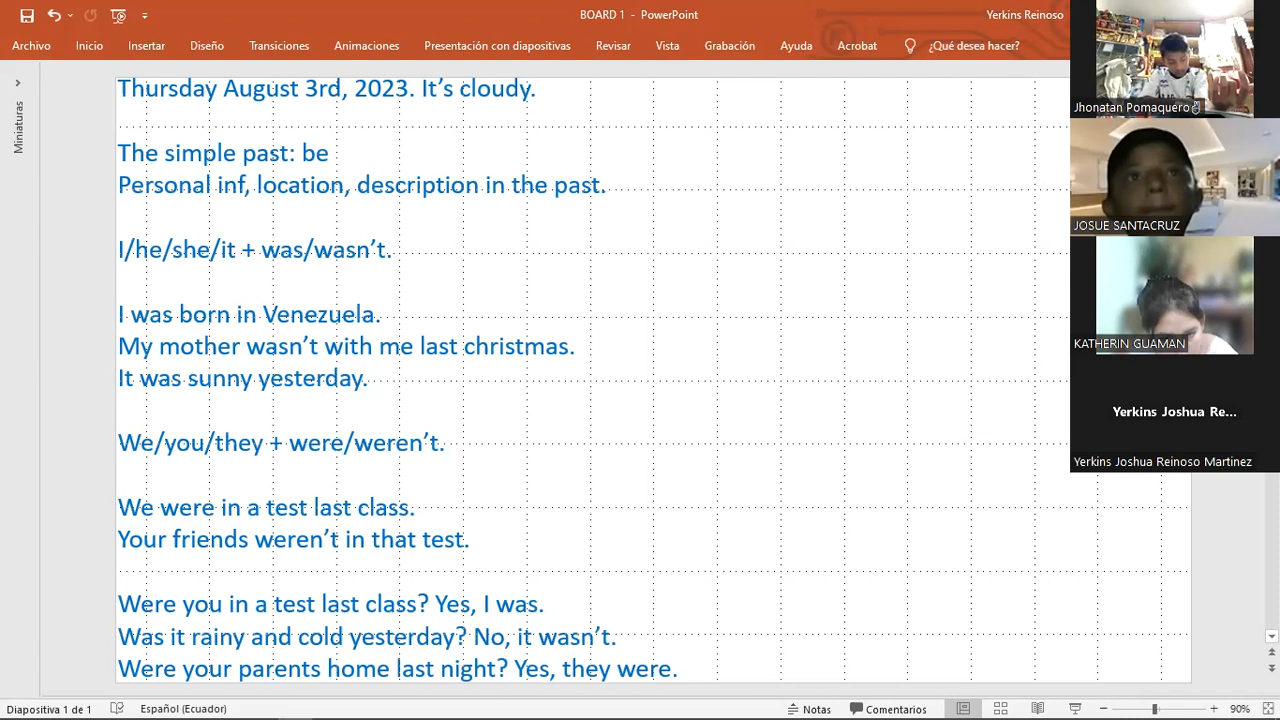 BOARD 1 - PowerPoint
Yerkins Reinoso
Archivo Inicio Insertar Diseño Transiciones Animaciones Presentación con diapositivas Revisar Vista Grabación Ayuda Acrobat ¿Qué desea hacer?
Miniaturas
Thursday August 3rd, 2023. It’s cloudy.
The simple past: be
Personal inf, location, description in the past.
I/he/she/it + was/wasn’t.
I was born in Venezuela.
My mother wasn’t with me last christmas.
It was sunny yesterday.
We/you/they + were/weren’t.
We were in a test last class.
Your friends weren’t in that test.
Were you in a test last class? Yes, I was.
Was it rainy and cold yesterday? No, it wasn’t.
Were your parents home last night? Yes, they were.
Jhonatan Pomaquero
JOSUE SANTACRUZ
KATHERIN GUAMAN
Yerkins Joshua Re...
Yerkins Joshua Reinoso Martinez
Diapositiva 1 de 1 Español (Ecuador) Notas Comentarios 90%